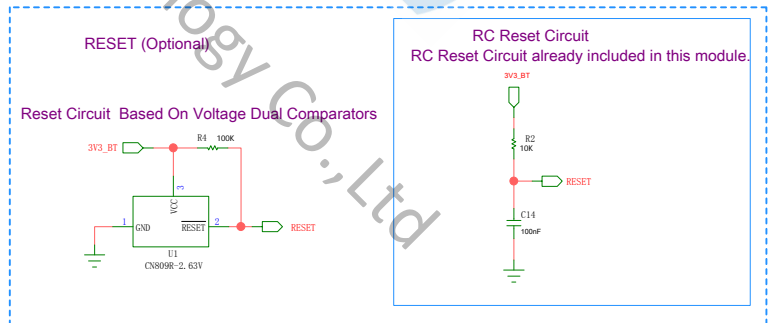 RESET (Optional)
Reset Circuit  Based On Voltage Dual Comparators
3V3_BT
R4
100K
3
VCC
1
GND
RESET
2
RESET
U1
CN809R-2.63V
RC Reset Circuit
RC Reset Circuit already included in this module.
3V3_BT
R2
10K
RESET
C14
100nF
ology Co.,Ltd